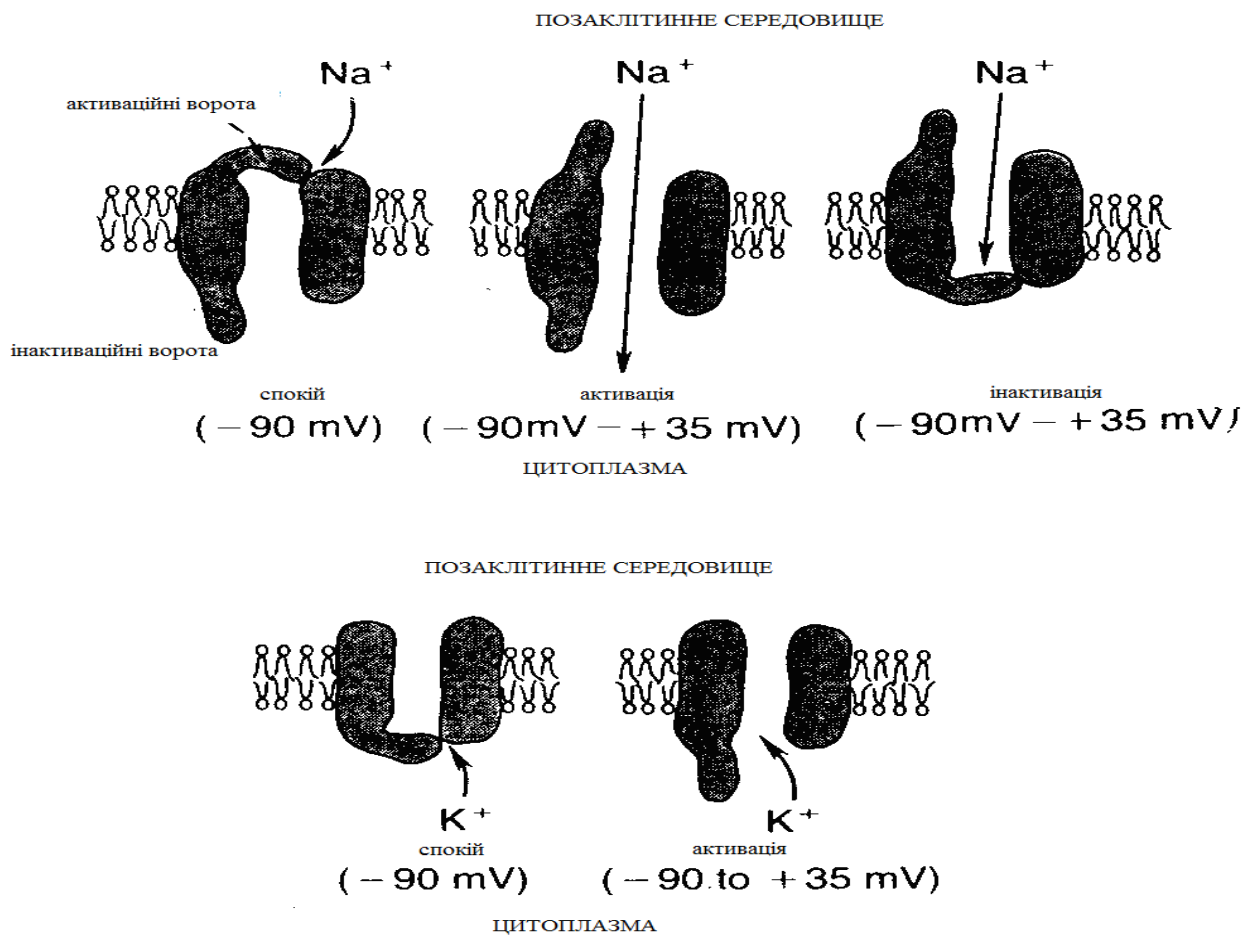 ПОЗАКЛІТИННЕ СЕРЕДОВИЩЕ
Na+ Na+ Na+
активаційні ворота
інактиваційні ворота
спокій активація інактивація
(– 90 mV) (– 90mV – + 35 mV) (– 90mV – + 35 mV)
ЦИТОПЛАЗМА
ПОЗАКЛІТИННЕ СЕРЕДОВИЩЕ
K+ K+
спокій активація
(– 90 mV) (– 90.to + 35 mV)
ЦИТОПЛАЗМА